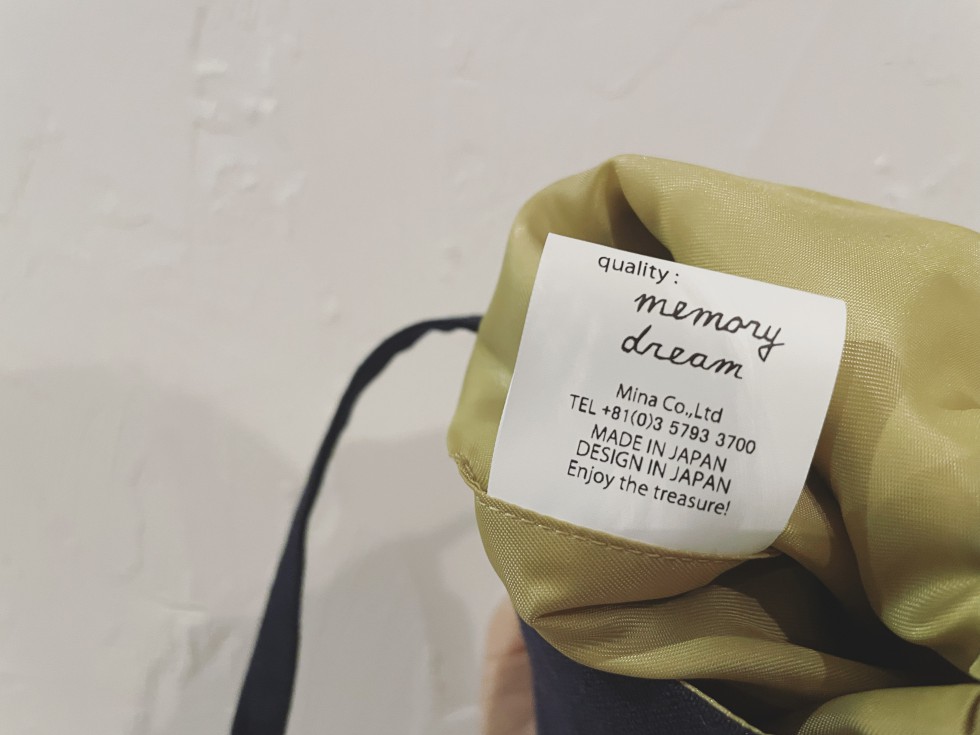 quality :
memory
dream
Mina Co.,Ltd
TEL +81(0)3 5793 3700
MADE IN JAPAN
DESIGN IN JAPAN
Enjoy the treasure!